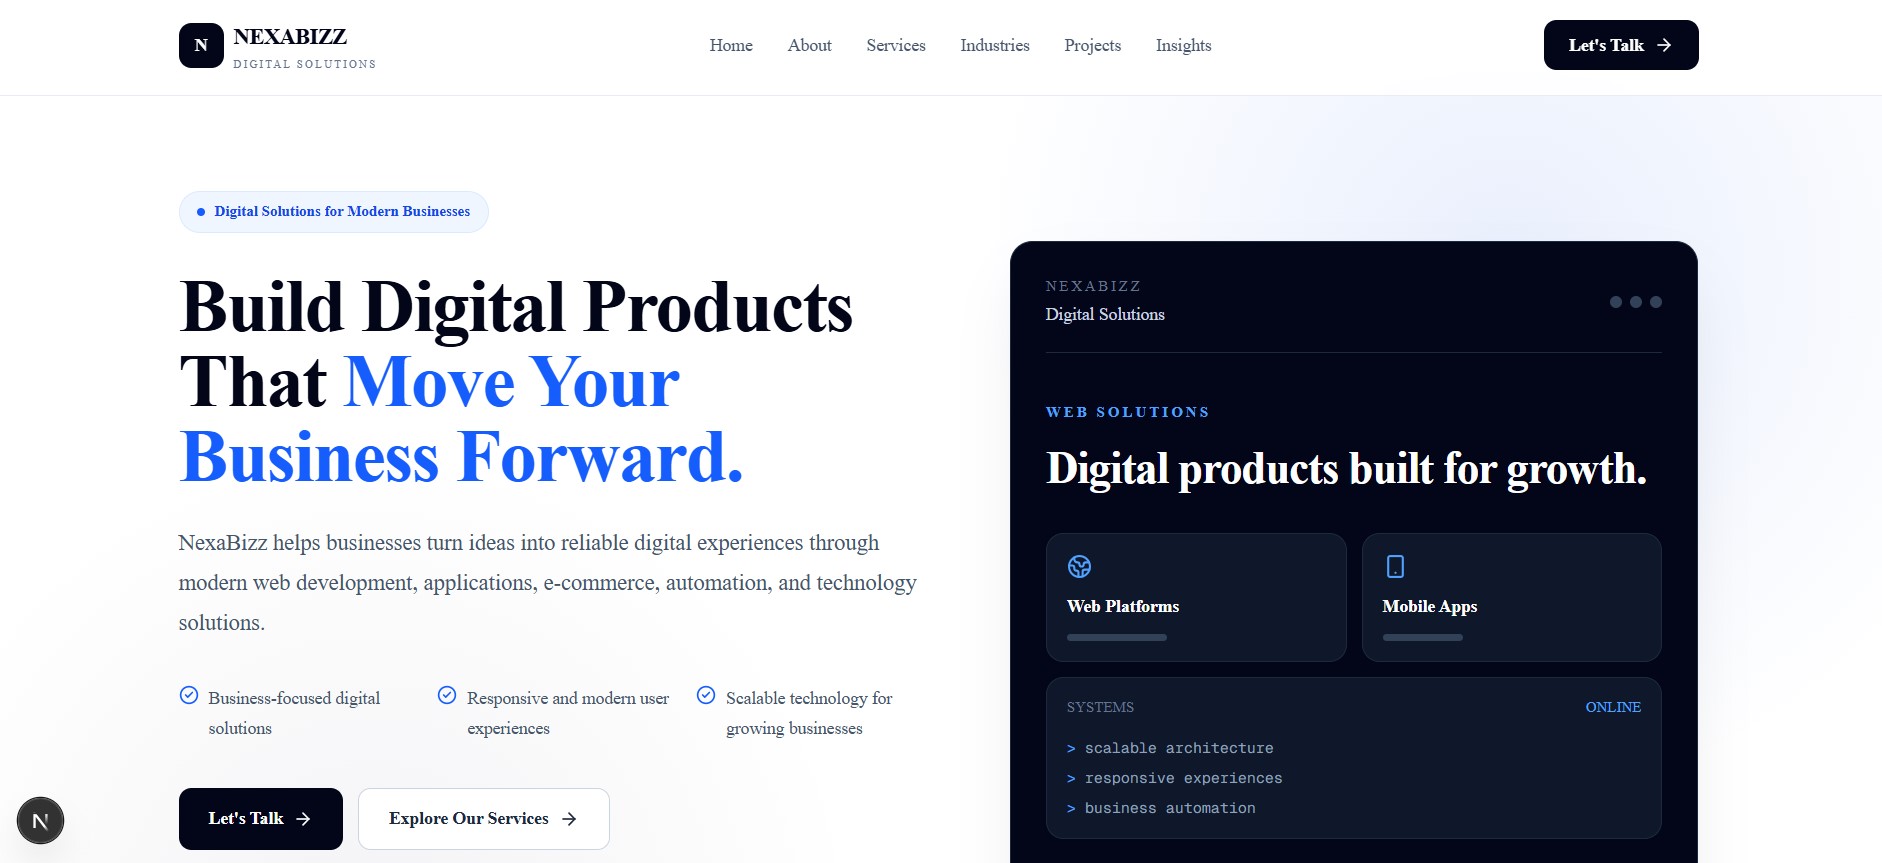 N
NEXABIZZ
DIGITAL SOLUTIONS
Home
About
Services
Industries
Projects
Insights
Let's Talk
Digital Solutions for Modern Businesses
Build Digital Products
That Move Your
Business Forward.
NexaBizz helps businesses turn ideas into reliable digital experiences through
modern web development, applications, e-commerce, automation, and technology
solutions.
Business-focused digital
solutions
Responsive and modern user
experiences
Scalable technology for
growing businesses
Let's Talk
Explore Our Services
NEXABIZZ
Digital Solutions
WEB SOLUTIONS
Digital products built for growth.
Web Platforms
Mobile Apps
SYSTEMS
ONLINE
> scalable architecture
> responsive experiences
> business automation
N